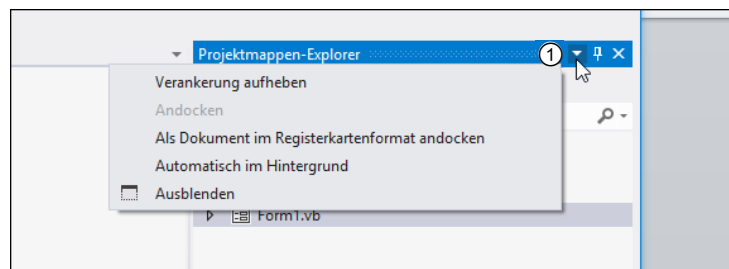 Projektmappen-Explorer 1
Verankerung aufheben
Andocken
Als Dokument im Registerkartenformat andocken
Automatisch im Hintergrund
Ausblenden
Form1.vb